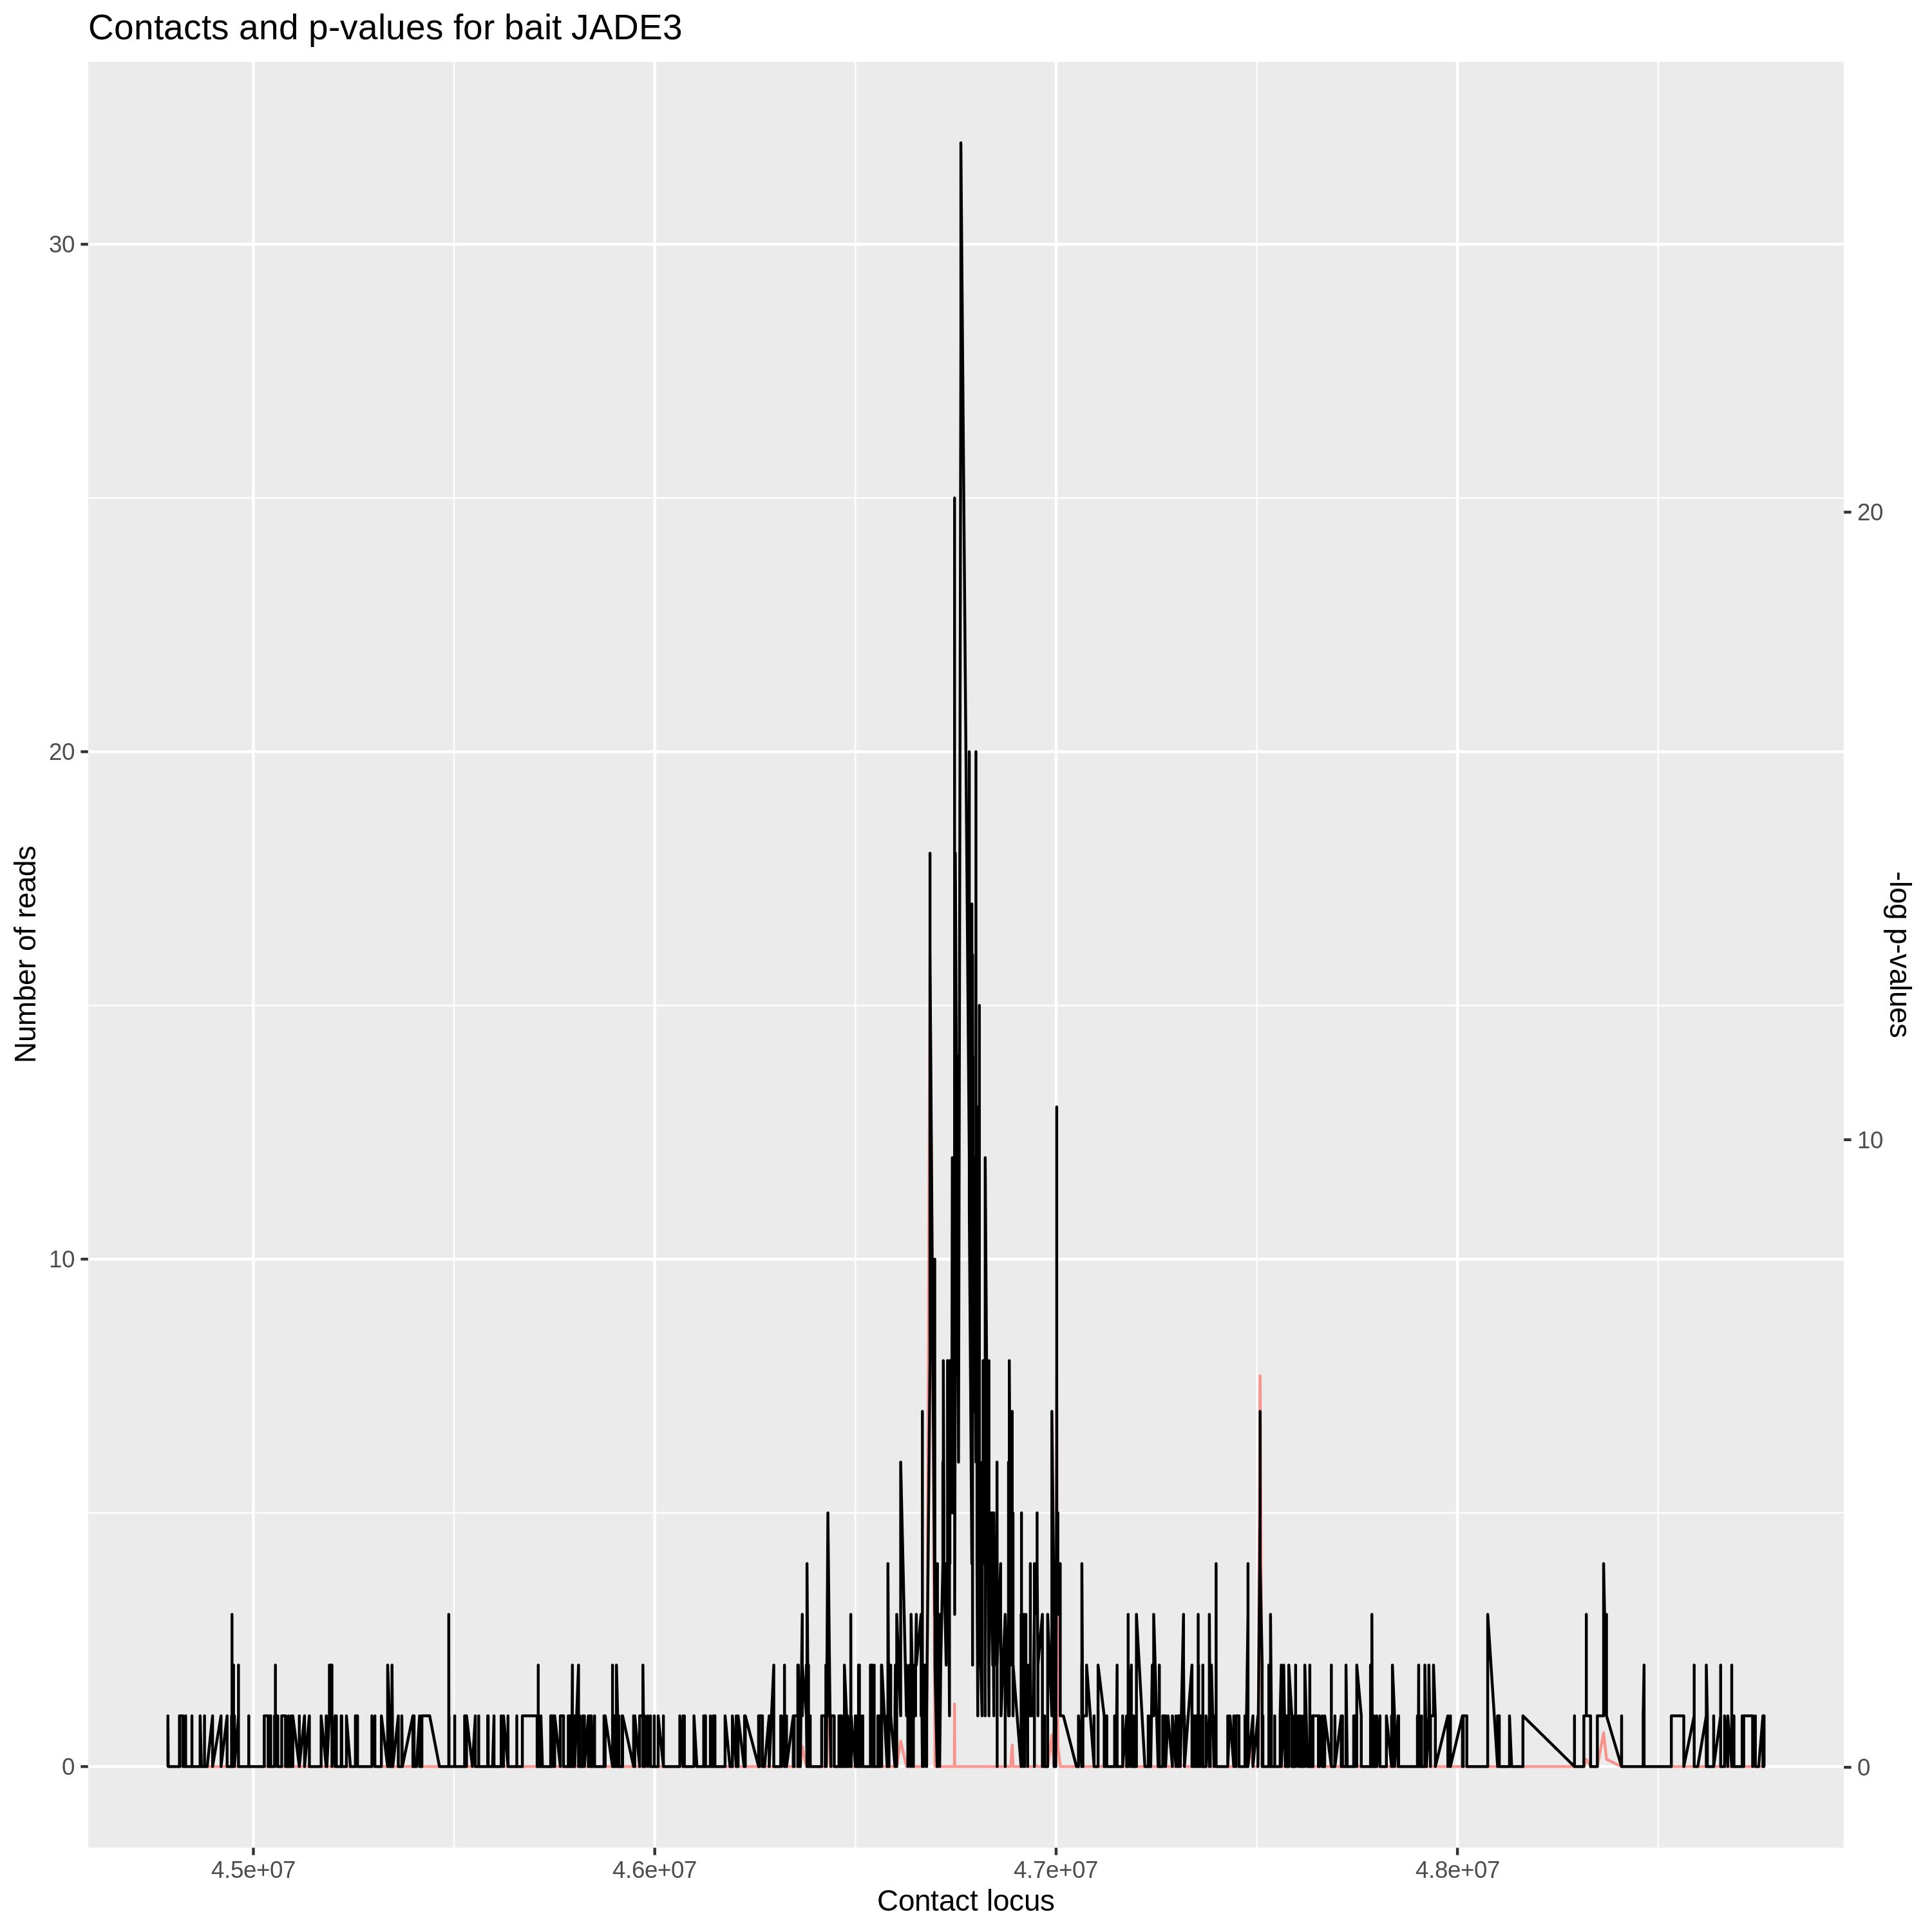 Contacts and p-values for bait JADE3
30
20
10
0
Number of reads
20
10
0
-log p-values
4.5e+07
4.6e+07
4.7e+07
4.8e+07
Contact locus